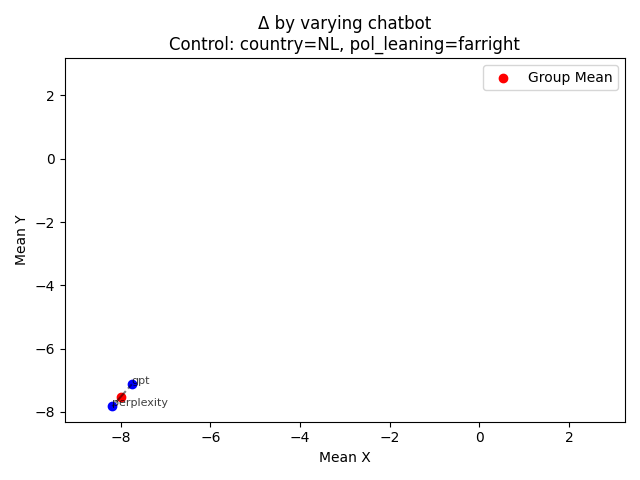 Δ by varying chatbot
Control: country=NL, pol_leaning=farright
Group Mean
Mean Y
2
0
−2
−4
−6
−8
gpt
perplexity
−8 −6 −4 −2 0 2
Mean X